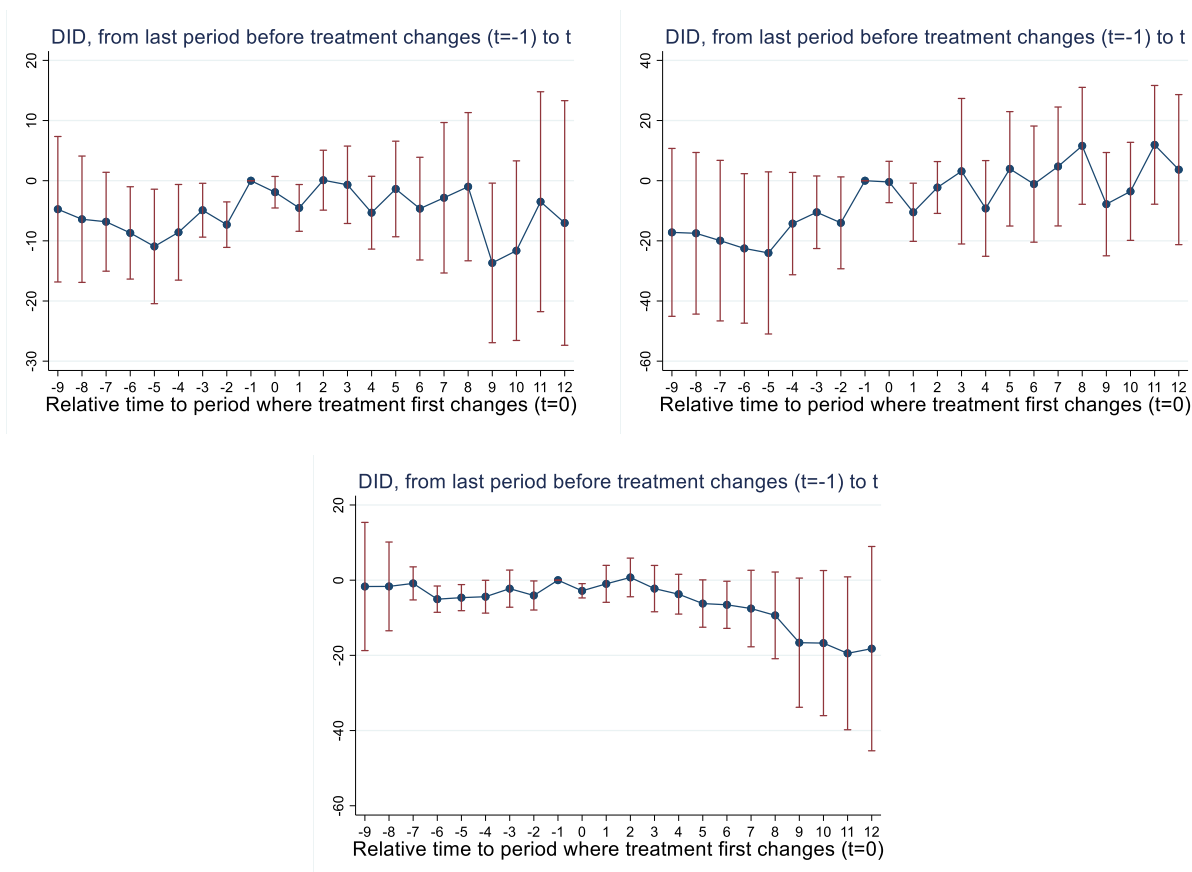 DID, from last period before treatment changes (t=-1) to t
20
10
0
-10
-20
-30
-9 -8 -7 -6 -5 -4 -3 -2 -1 0 1 2 3 4 5 6 7 8 9 10 11 12
Relative time to period where treatment first changes (t=0)
DID, from last period before treatment changes (t=-1) to t
40
20
0
-20
-40
-60
-9 -8 -7 -6 -5 -4 -3 -2 -1 0 1 2 3 4 5 6 7 8 9 10 11 12
Relative time to period where treatment first changes (t=0)
DID, from last period before treatment changes (t=-1) to t
20
0
-20
-40
-60
-9 -8 -7 -6 -5 -4 -3 -2 -1 0 1 2 3 4 5 6 7 8 9 10 11 12
Relative time to period where treatment first changes (t=0)